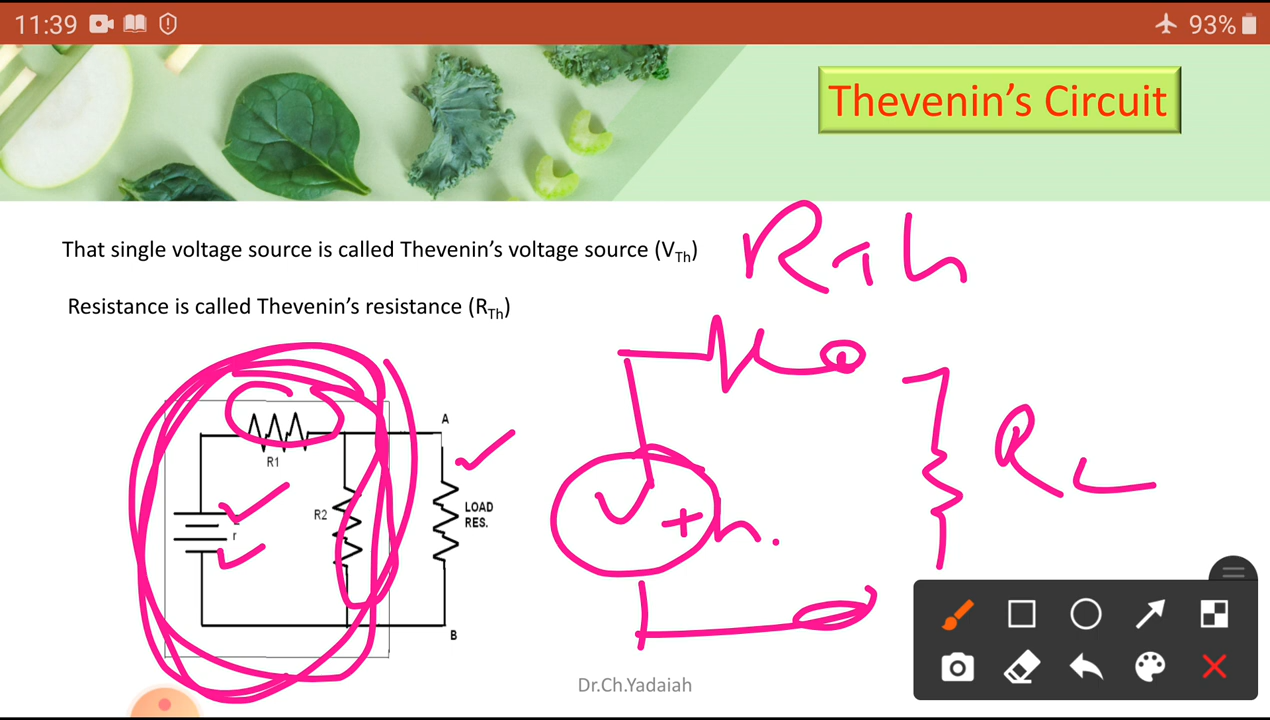 11:39
93%
Thevenin's Circuit
That single voltage source is called Thevenin's voltage source (VTh)
Resistance is called Thevenin's resistance (RTh)
RTh
A
R1
R2
r
LOAD
RES.
B
Vth.
RL
Dr.Ch.Yadaiah